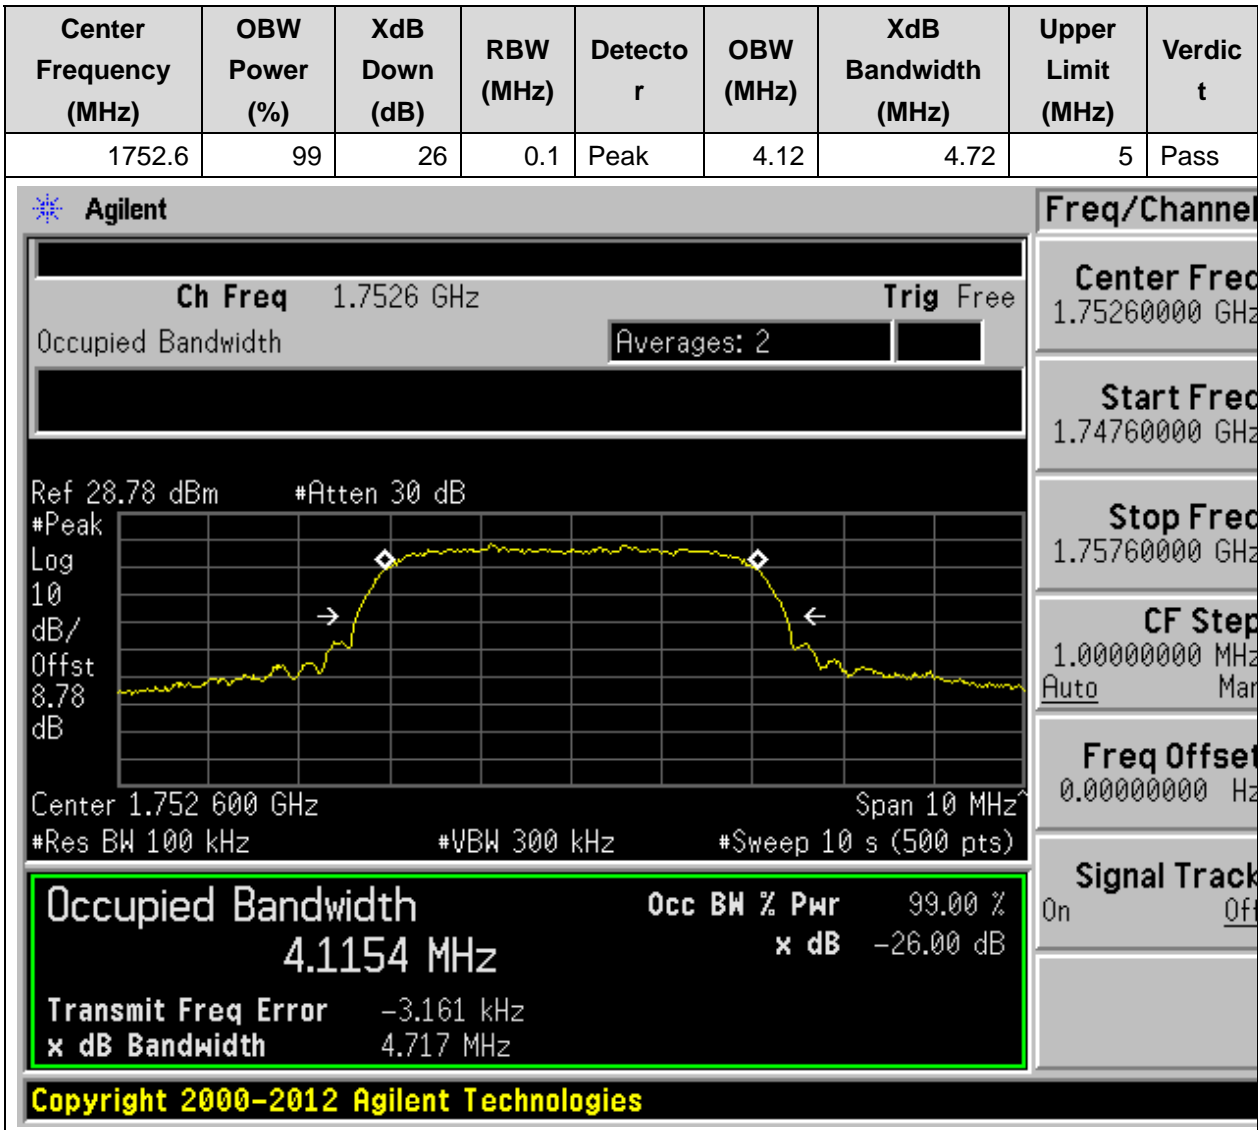 Center Frequency (MHz) OBW Power (%) XdB Down (dB) RBW (MHz) Detecto r OBW (MHz) XdB Bandwidth (MHz) Upper Limit (MHz) Verdic t
1752.6 99 26 0.1 Peak 4.12 4.72 5 Pass
Agilent
Freq/Channel
Ch Freq 1.7526 GHz Trig Free
Occupied Bandwidth Averages: 2
Ref 28.78 dBm #Atten 30 dB
#Peak
Log
10
dB/
Offst
8.78
dB
Center 1.752 600 GHz Span 10 MHz^
#Res BW 100 kHz #VBW 300 kHz #Sweep 10 s (500 pts)
Occupied Bandwidth Occ BW % Pwr 99.00 %
4.1154 MHz x dB -26.00 dB
Transmit Freq Error -3.161 kHz
x dB Bandwidth 4.717 MHz
Center Freq
1.75260000 GHz
Start Freq
1.74760000 GHz
Stop Freq
1.75760000 GHz
CF Step
1.00000000 MHz
Auto Man
Freq Offset
0.00000000 Hz
Signal Track
On Off
Copyright 2000-2012 Agilent Technologies